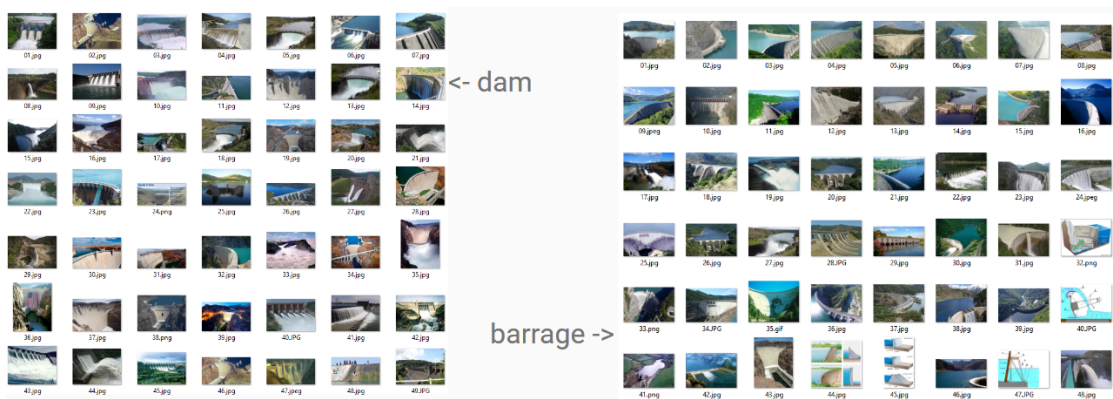 01.jpg 02.jpg 03.jpg 04.jpg 05.jpg 06.jpg 07.jpg
08.jpg 09.jpg 10.jpg 11.jpg 12.jpg 13.jpg 14.jpg
<- dam
15.jpg 16.jpg 17.jpg 18.jpg 19.jpg 20.jpg 21.jpg
22.jpg 23.jpg 24.png 25.jpg 26.jpg 27.jpg 28.jpg
29.jpg 30.jpg 31.jpg 32.jpg 33.jpg 34.jpg 35.jpg
36.jpg 37.jpg 38.png 39.jpg 40.JPG 41.jpg 42.jpg
43.jpg 44.jpg 45.jpg 46.jpg 47.jpeg 48.jpg 49.JPG
01.jpg 02.jpg 03.jpg 04.jpg 05.jpg 06.jpg 07.jpg 08.jpg
09.jpeg 10.jpg 11.jpg 12.jpg 13.jpg 14.jpg 15.jpg 16.jpg
17.jpg 18.jpg 19.jpg 20.jpg 21.jpg 22.jpg 23.jpg 24.jpeg
25.jpg 26.jpg 27.jpg 28.JPG 29.jpg 30.jpg 31.jpg 32.png
barrage ->
33.png 34.JPG 35.gif 36.jpg 37.jpg 38.jpg 39.jpg 40.JPG
41.png 42.jpg 43.jpg 44.jpg 45.jpg 46.jpg 47.JPG 48.jpg